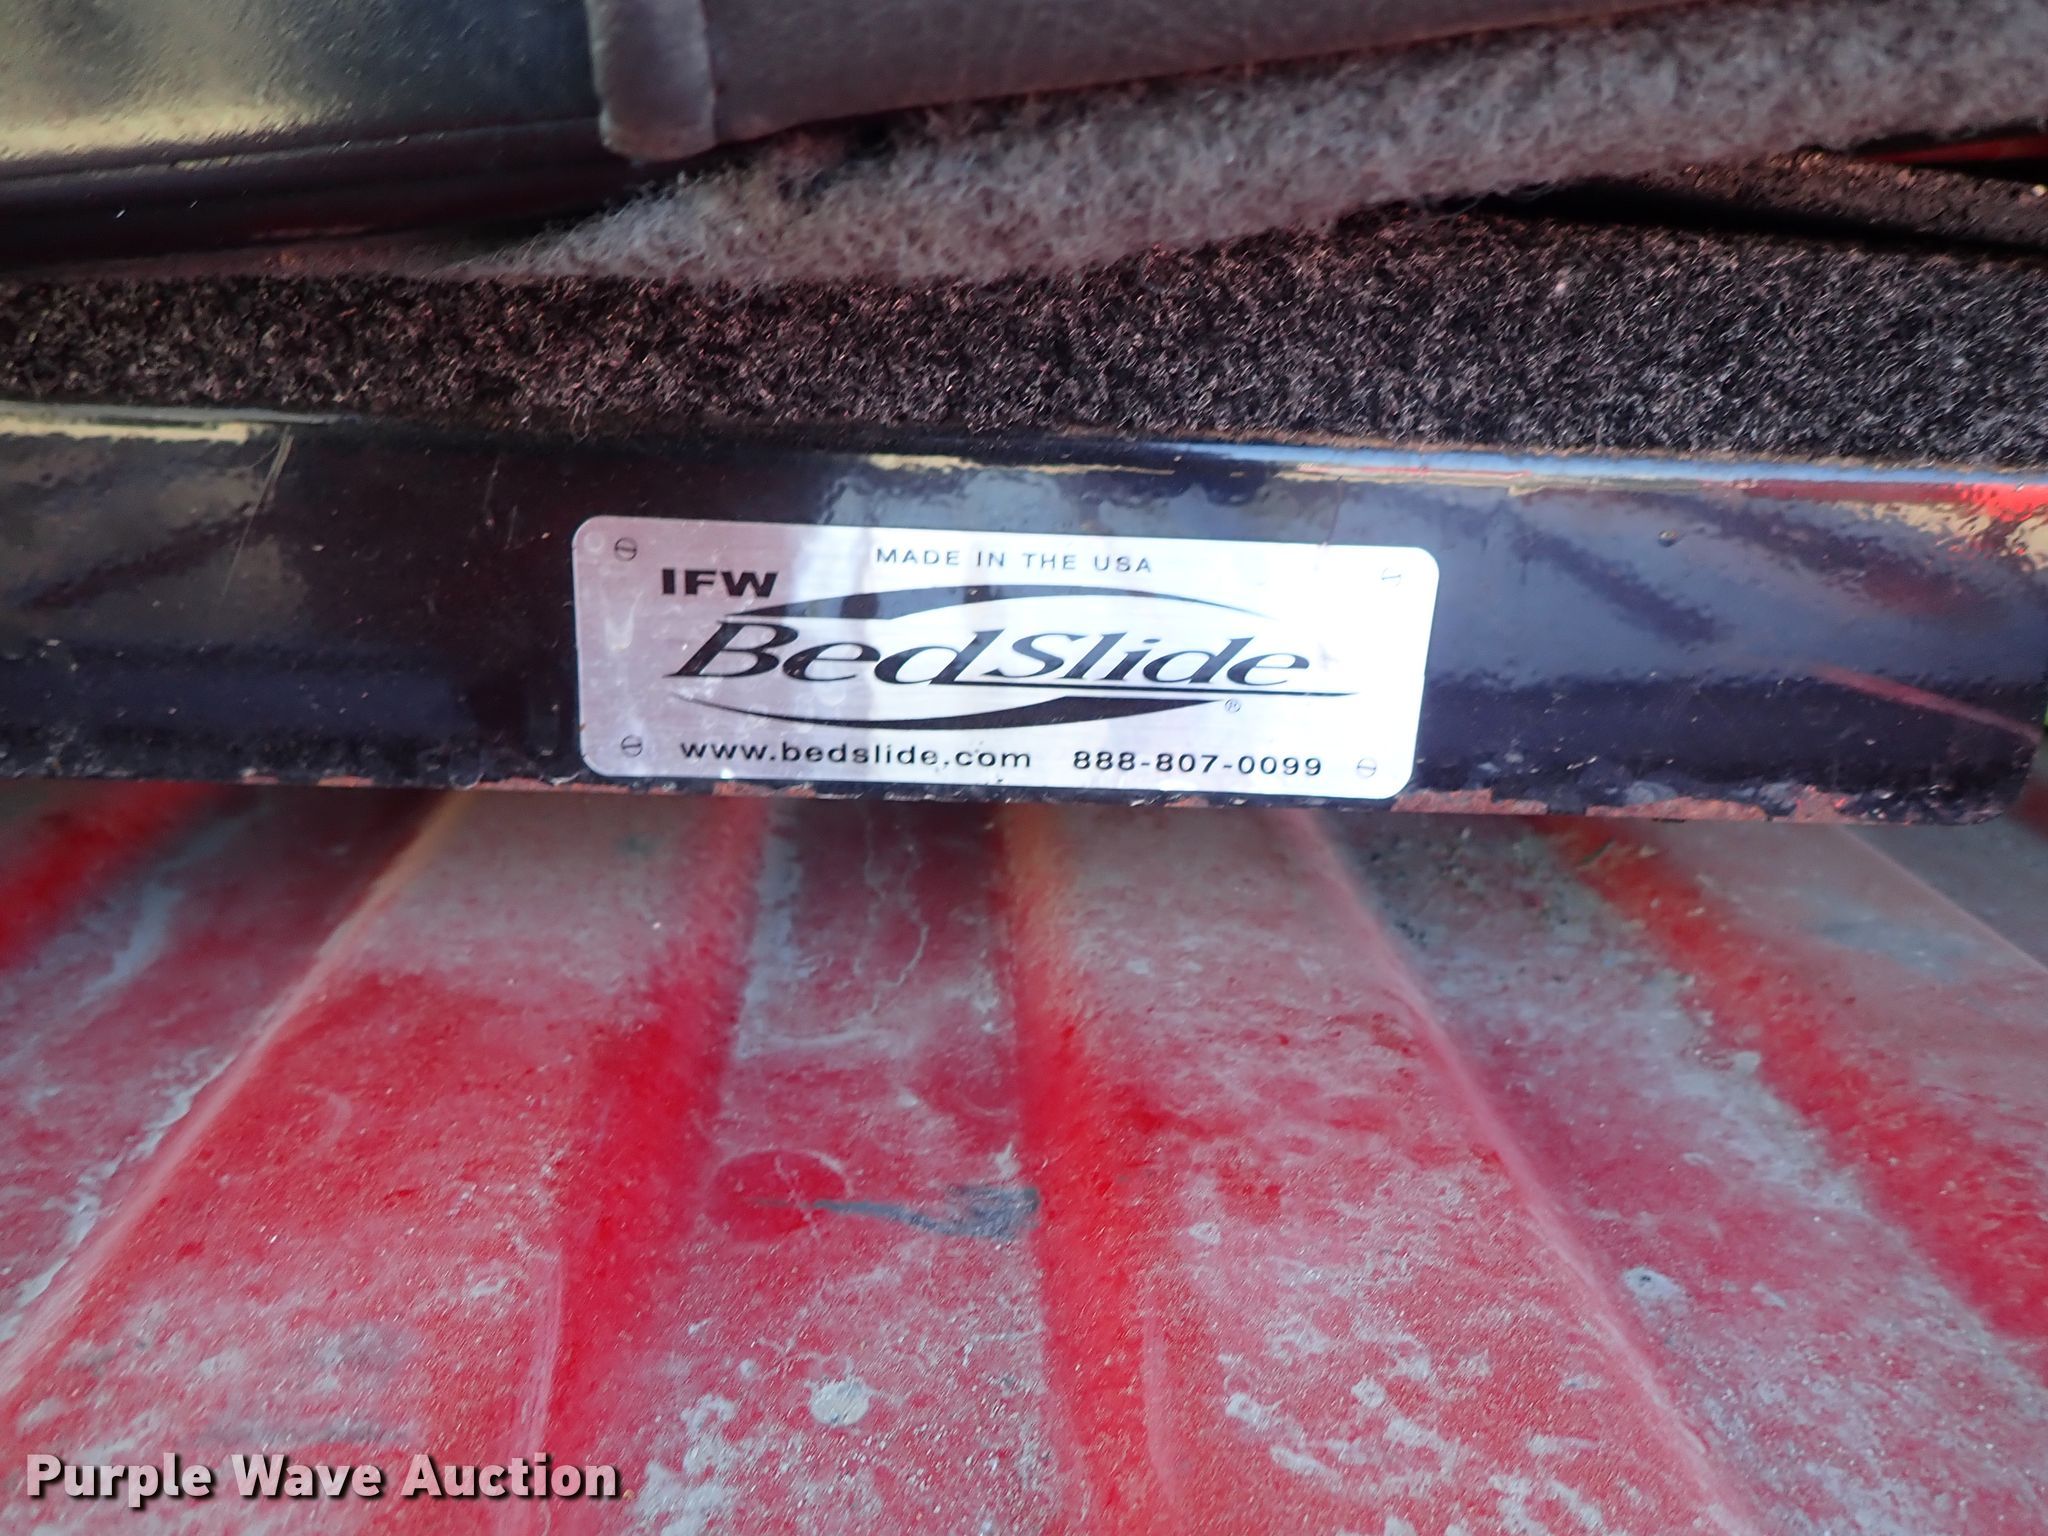 MADE IN THE USA
IFW
BedSlide®
www.bedslide.com 888-807-0099
Purple Wave Auction